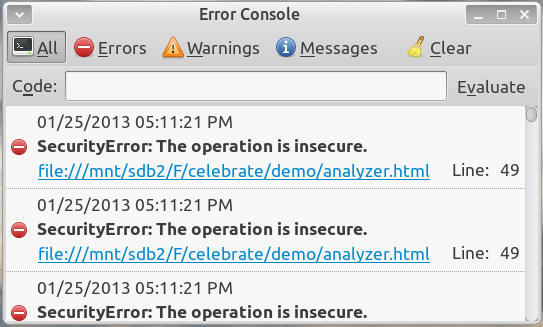 Error Console
All Errors Warnings Messages Clear
Code: Evaluate
01/25/2013 05:11:21 PM
SecurityError: The operation is insecure.
file:///mnt/sdb2/F/celebrate/demo/analyzer.html Line: 49
01/25/2013 05:11:21 PM
SecurityError: The operation is insecure.
file:///mnt/sdb2/F/celebrate/demo/analyzer.html Line: 49
01/25/2013 05:11:21 PM
SecurityError: The operation is insecure.